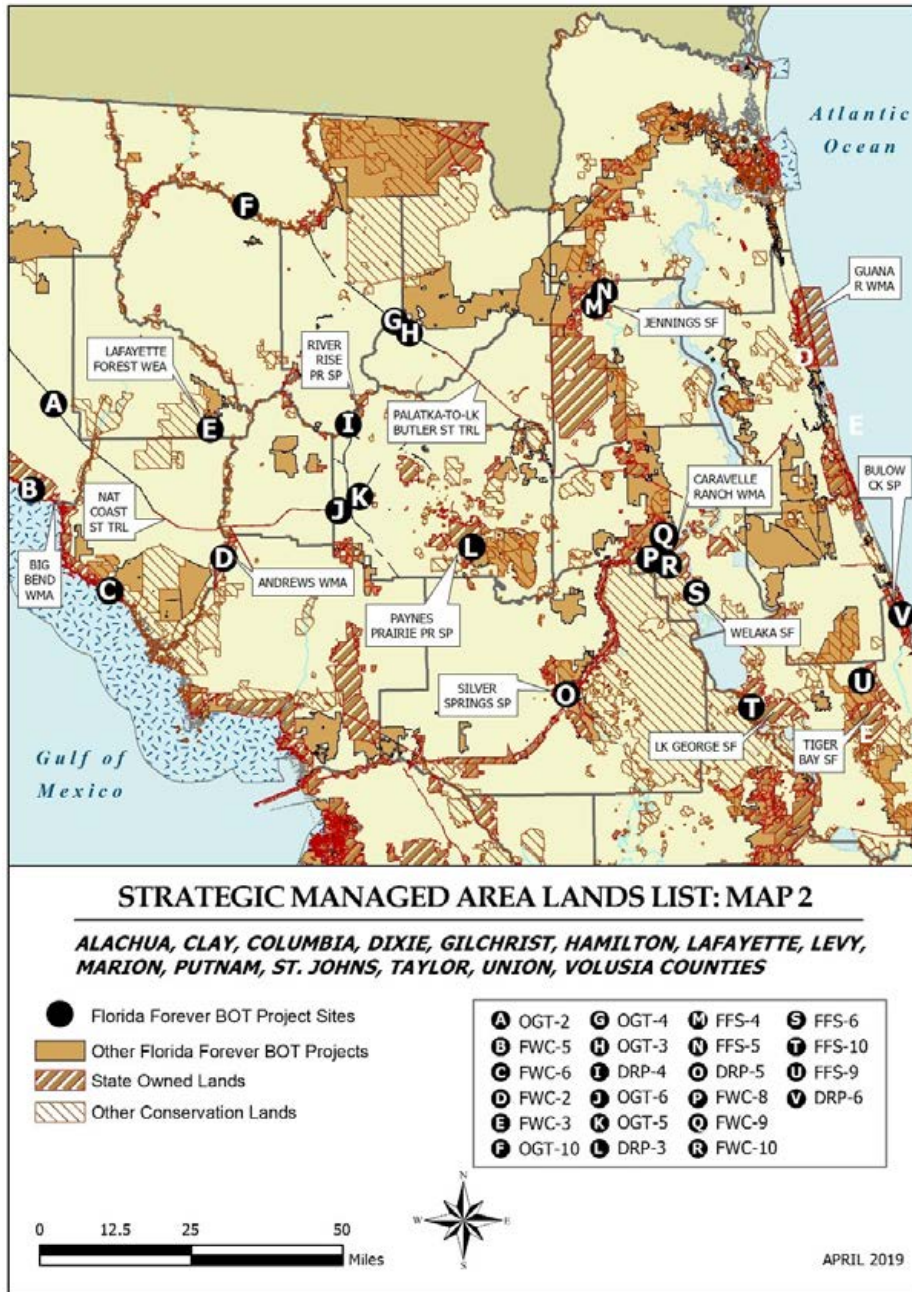 Atlantic
Ocean
F
GUANA
R WMA
N
M
JENNINGS SF
G
H
LAFAYETTE
FOREST WEA
RIVER
RISE
PR SP
D
A
E
I
PALATKA-TO-LK
BUTLER ST TRL
E
BULOW
CK SP
CARAVELLE
RANCH WMA
B
NAT
COAST
ST TRL
K
J
Q
P
R
L
BIG
BEND
WMA
D
ANDREWS WMA
C
PAYNES
PRAIRIE PR SP
S
WELAKA SF
V
SILVER
SPRINGS SP
O
U
T
LK GEORGE SF
E
TIGER
BAY SF
Gulf of
Mexico
STRATEGIC MANAGED AREA LANDS LIST: MAP 2
ALACHUA, CLAY, COLUMBIA, DIXIE, GILCHRIST, HAMILTON, LAFAYETTE, LEVY,
MARION, PUTNAM, ST. JOHNS, TAYLOR, UNION, VOLUSIA COUNTIES
Florida Forever BOT Project Sites
Other Florida Forever BOT Projects
State Owned Lands
Other Conservation Lands
A OGT-2 G OGT-4 M FFS-4 S FFS-6
B FWC-5 H OGT-3 N FFS-5 T FFS-10
C FWC-6 I DRP-4 O DRP-5 U FFS-9
D FWC-2 J OGT-6 P FWC-8 V DRP-6
E FWC-3 K OGT-5 Q FWC-9
F OGT-10 L DRP-3 R FWC-10
N
W E
S
0 12.5 25 50
Miles
APRIL 2019